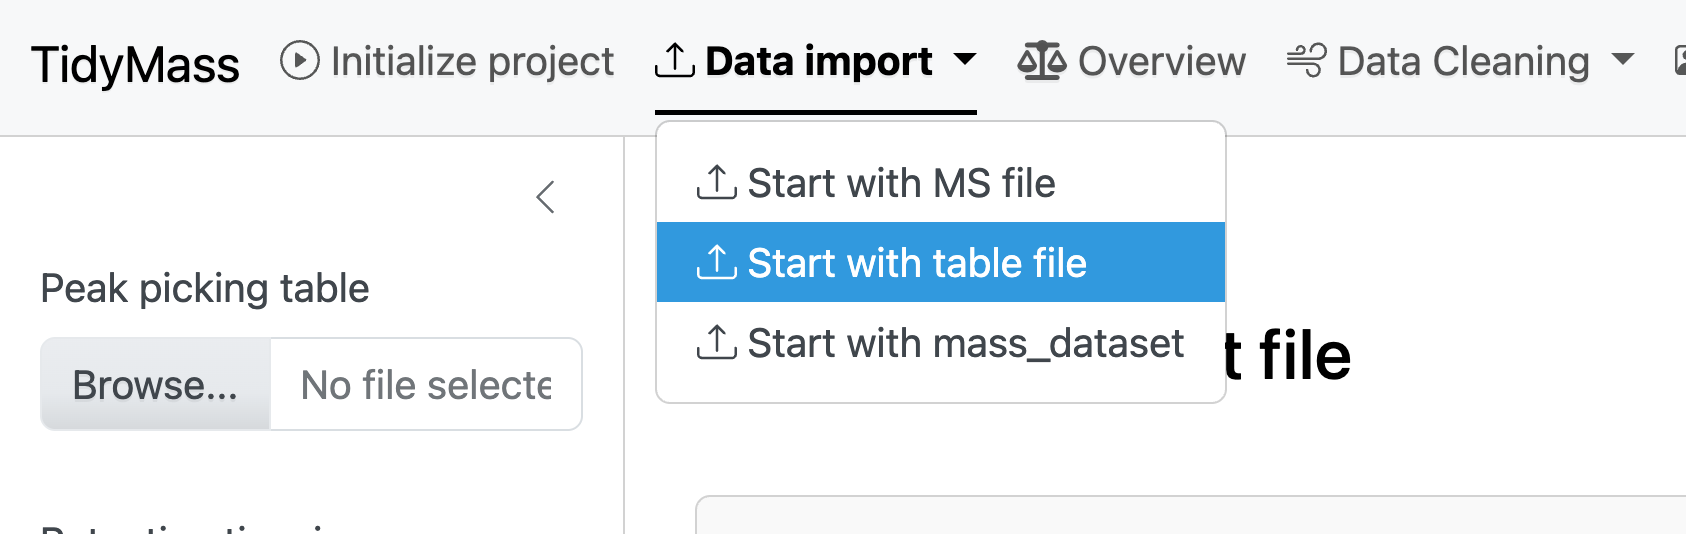 TidyMass Initialize project Data import Overview Data Cleaning
Start with MS file
Start with table file
Start with mass_dataset
Peak picking table
Browse... No file selecte
file